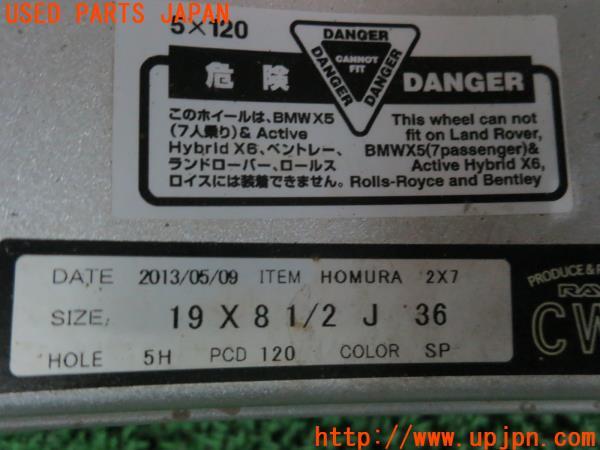 USED PARTS JAPAN
5×120
DANGER
DANGER
DANGER
CANNOT
FIT
危険
DANGER
このホイールは、BMW X5
(7人乗り)& Active
Hybrid X6、ベントレー、
ランドローバー、ロールス
ロイスには装着できません。
This wheel can not
fit on Land Rover,
BMWX5(7passenger)&
Active Hybrid X6,
Rolls-Royce and Bentley
DATE 2013/05/09 ITEM HOMURA 2X7
SIZE: 19 X 8 1/2 J 36
HOLE 5H PCD 120 COLOR SP
PRODUCE &
RAY
CW
http://www.upjpn.com/